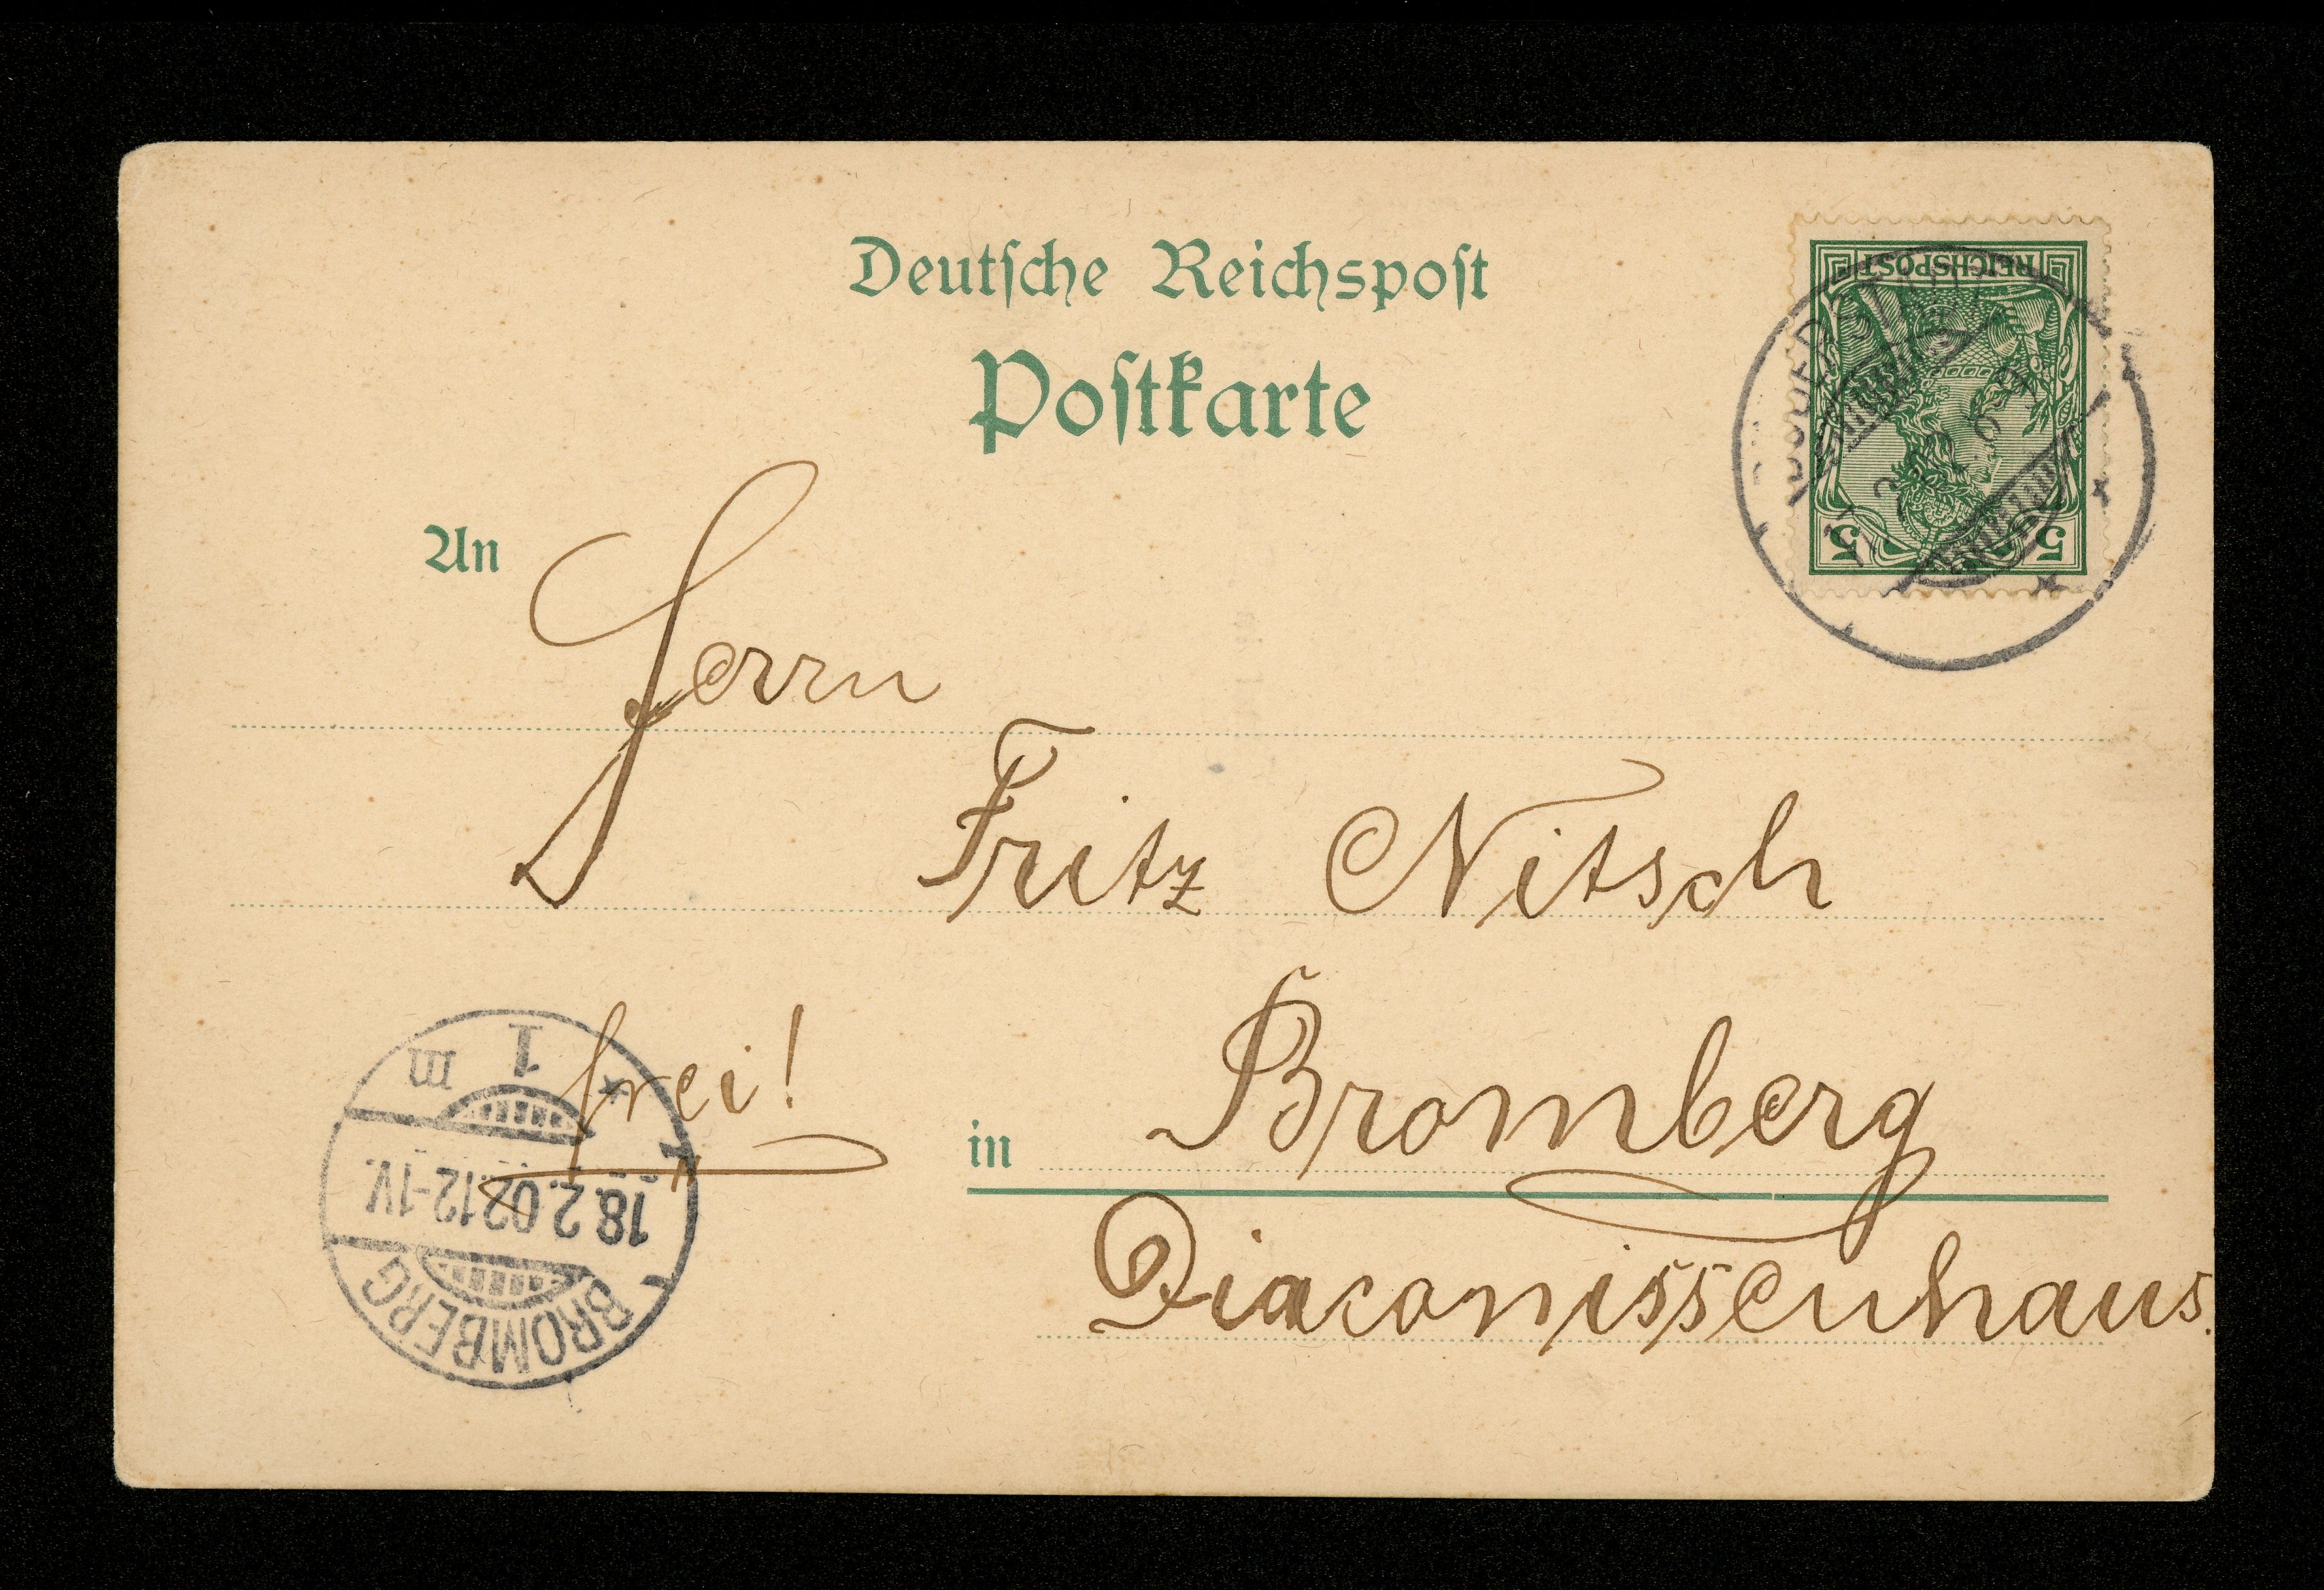 Deutsche Reichspost
Postkarte
REICHSPOST
5 5
An Herrn
Fritz Nitsch
frei!
in Bromberg
Diaconissenhaus.
BROMBERG
18.2.02.12-1V.
* 1 m